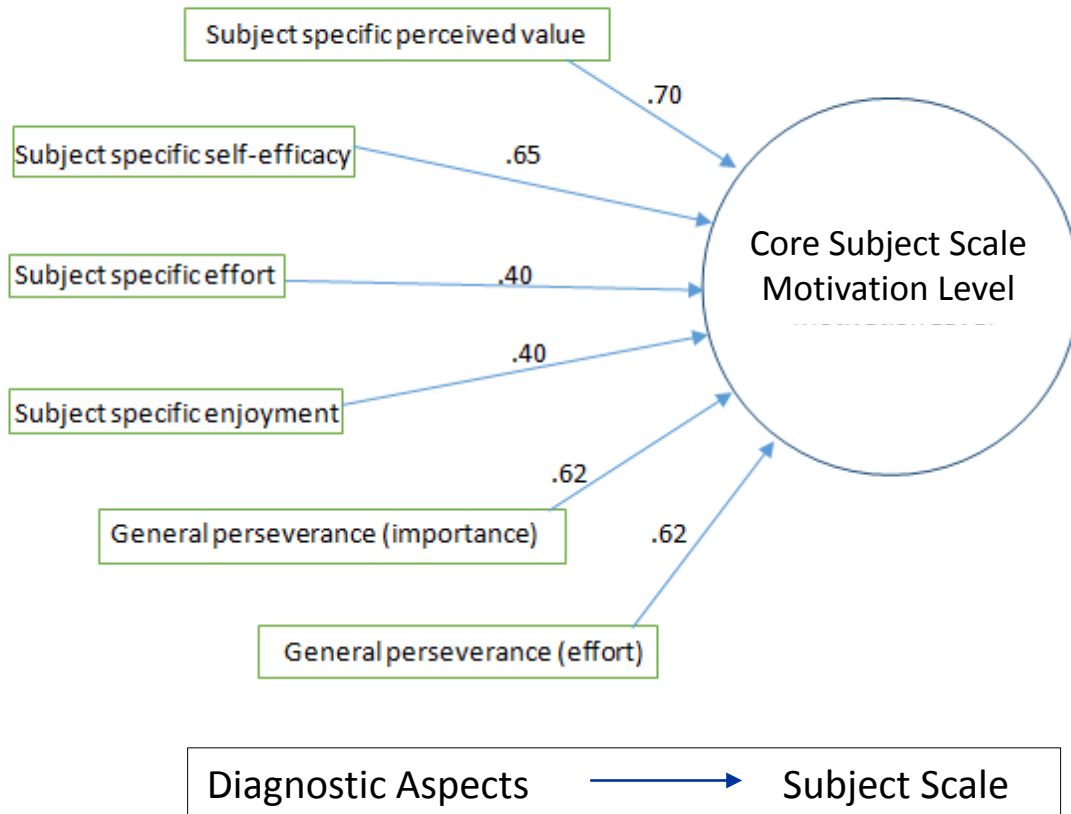 Subject specific perceived value
.70
Subject specific self-efficacy
.65
Core Subject Scale
Motivation Level
Subject specific effort
.40
.40
Subject specific enjoyment
.62
General perseverance (importance)
.62
General perseverance (effort)
Diagnostic Aspects
Subject Scale